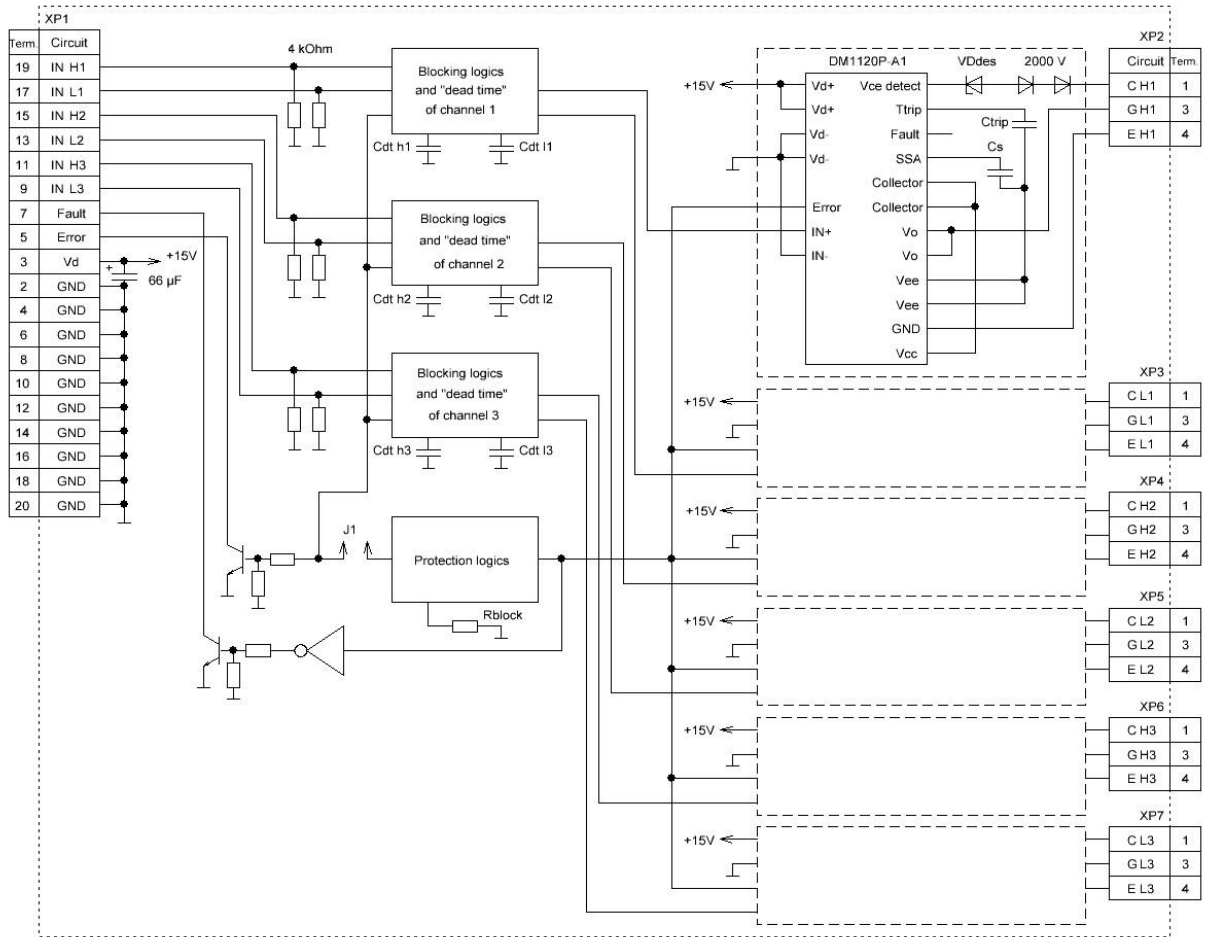 XP1
Term. Circuit
19 IN H1
17 IN L1
15 IN H2
13 IN L2
11 IN H3
9 IN L3
7 Fault
5 Error
3 Vd
2 GND
4 GND
6 GND
8 GND
10 GND
12 GND
14 GND
16 GND
18 GND
20 GND
+15V
+
66 µF
4 kOhm
Blocking logics
and "dead time"
of channel 1
Cdt h1
Cdt l1
Blocking logics
and "dead time"
of channel 2
Cdt h2
Cdt l2
Blocking logics
and "dead time"
of channel 3
Cdt h3
Cdt l3
J1
Protection logics
Rblock
DM1120P-A1
VDdes
2000 V
+15V
Vd+
Vd+
Vd-
Vd-
Error
IN+
IN-
Vce detect
Ttrip
Fault
SSA
Collector
Collector
Vo
Vo
Vee
Vee
GND
Vcc
Ctrip
Cs
XP2
Circuit Term.
C H1 1
G H1 3
E H1 4
+15V
XP3
C L1 1
G L1 3
E L1 4
+15V
XP4
C H2 1
G H2 3
E H2 4
+15V
XP5
C L2 1
G L2 3
E L2 4
+15V
XP6
C H3 1
G H3 3
E H3 4
+15V
XP7
C L3 1
G L3 3
E L3 4